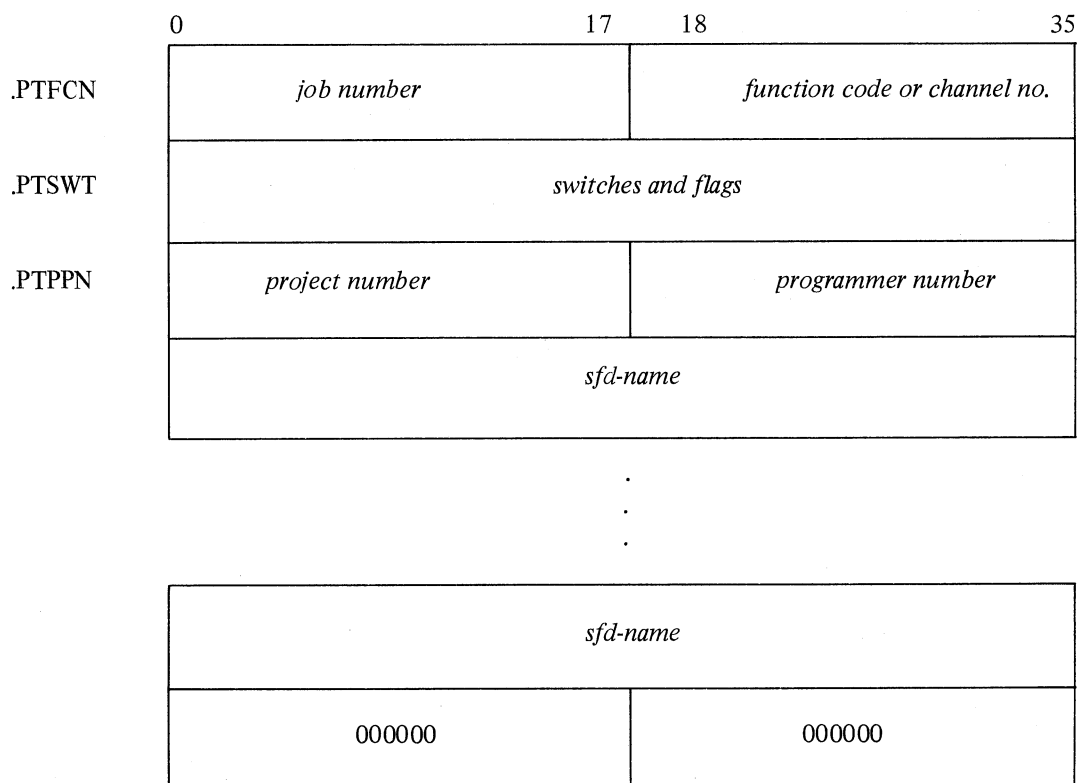 0 17 18 35
.PTFCN job number function code or channel no.
.PTSWT switches and flags
.PTPPN project number programmer number
sfd-name
.
.
.
sfd-name
000000 000000